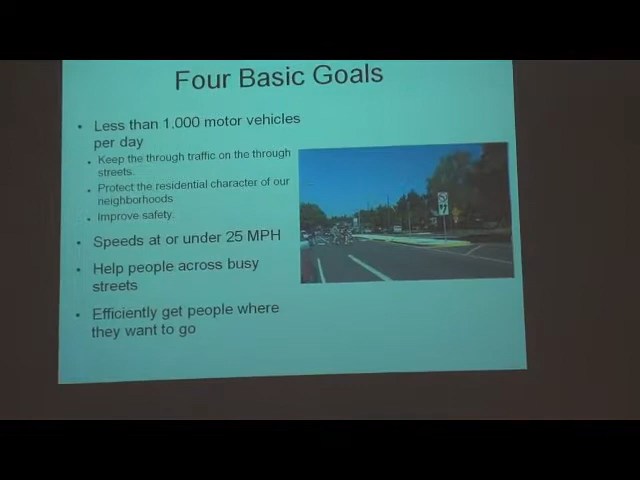 Four Basic Goals
• Less than 1.000 motor vehicles
per day
• Keep the through traffic on the through
streets.
• Protect the residential character of our
neighborhoods
• Improve safety
• Speeds at or under 25 MPH
• Help people across busy
streets
• Efficiently get people where
they want to go